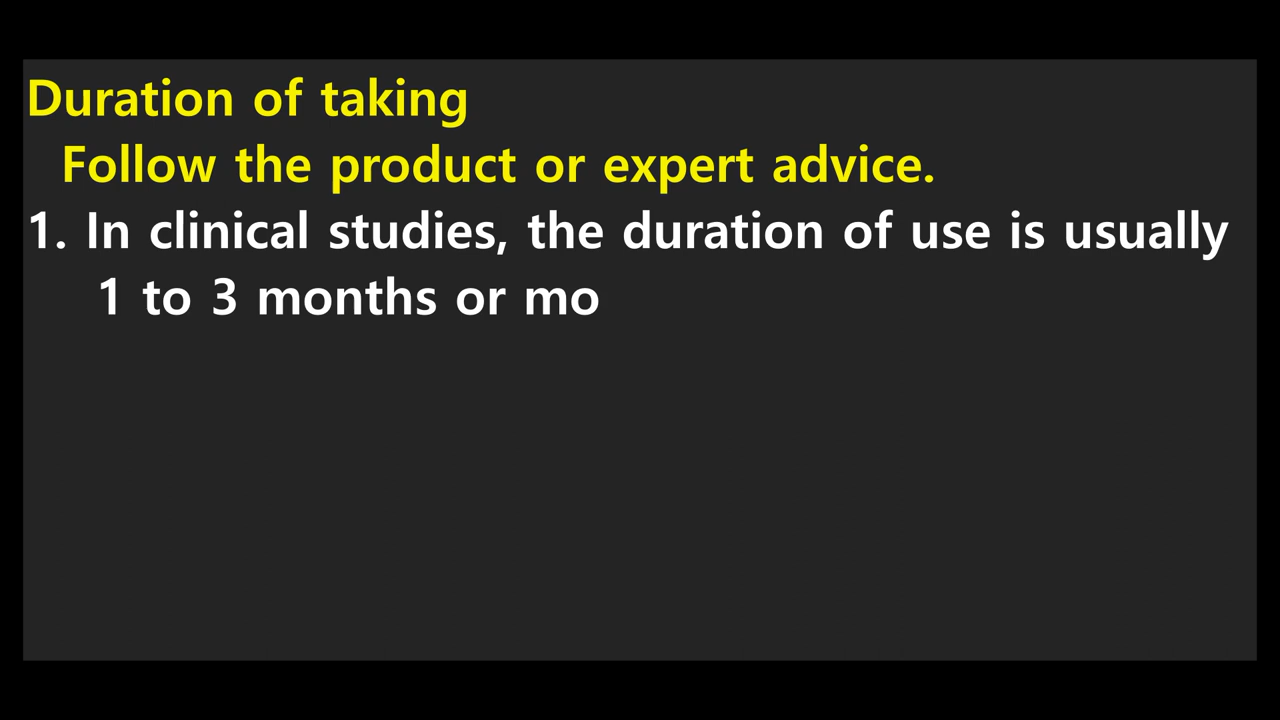 Duration of taking
Follow the product or expert advice.
1. In clinical studies, the duration of use is usually
1 to 3 months or mo